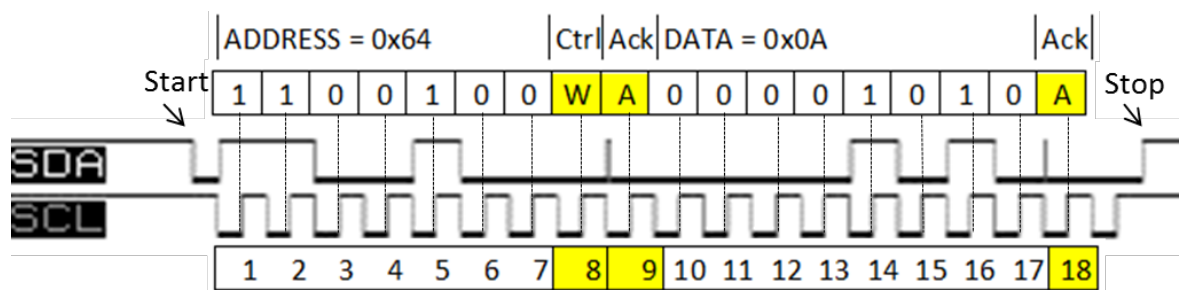 ADDRESS = 0x64 Ctrl Ack DATA = 0x0A Ack
Start 1 1 0 0 1 0 0 W A 0 0 0 0 1 0 1 0 A Stop
SDA
SCL
1 2 3 4 5 6 7 8 9 10 11 12 13 14 15 16 17 18